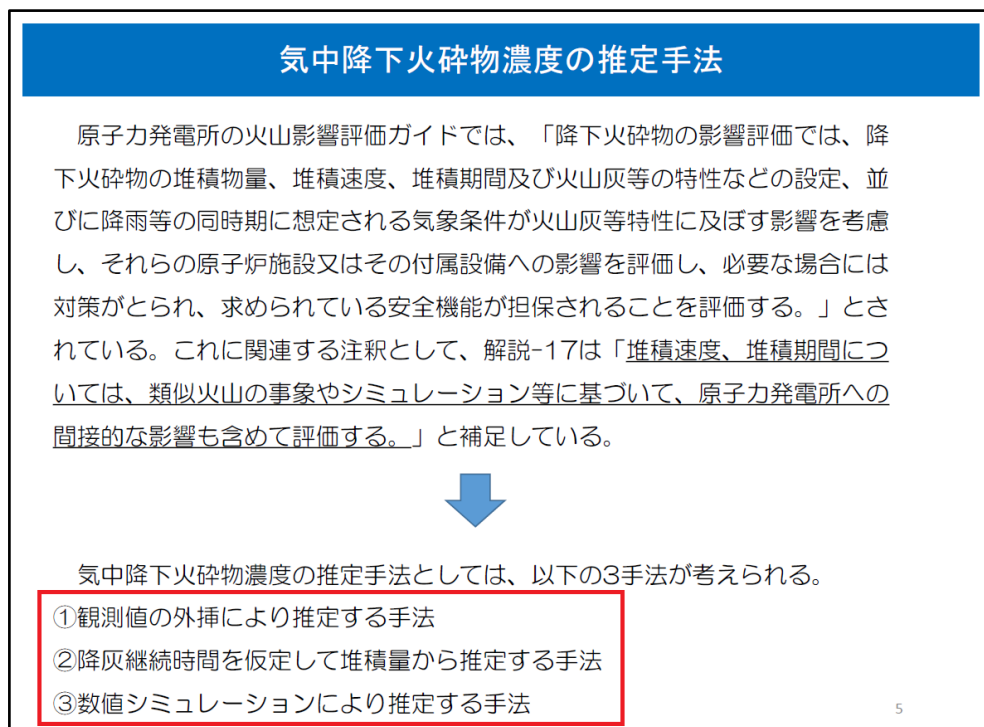 気中降下火砕物濃度の推定手法
原子力発電所の火山影響評価ガイドでは、「降下火砕物の影響評価では、降
下火砕物の堆積物量、堆積速度、堆積期間及び火山灰等の特性などの設定、並
びに降雨等の同時期に想定される気象条件が火山灰等特性に及ぼす影響を考慮
し、それらの原子炉施設又はその付属設備への影響を評価し、必要な場合には
対策がとられ、求められている安全機能が担保されることを評価する。」とさ
れている。これに関連する注釈として、解説-17は「堆積速度、堆積期間につ
いては、類似火山の事象やシミュレーション等に基づいて、原子力発電所への
間接的な影響も含めて評価する。」と補足している。
気中降下火砕物濃度の推定手法としては、以下の3手法が考えられる。
①観測値の外挿により推定する手法
②降灰継続時間を仮定して堆積量から推定する手法
③数値シミュレーションにより推定する手法
5